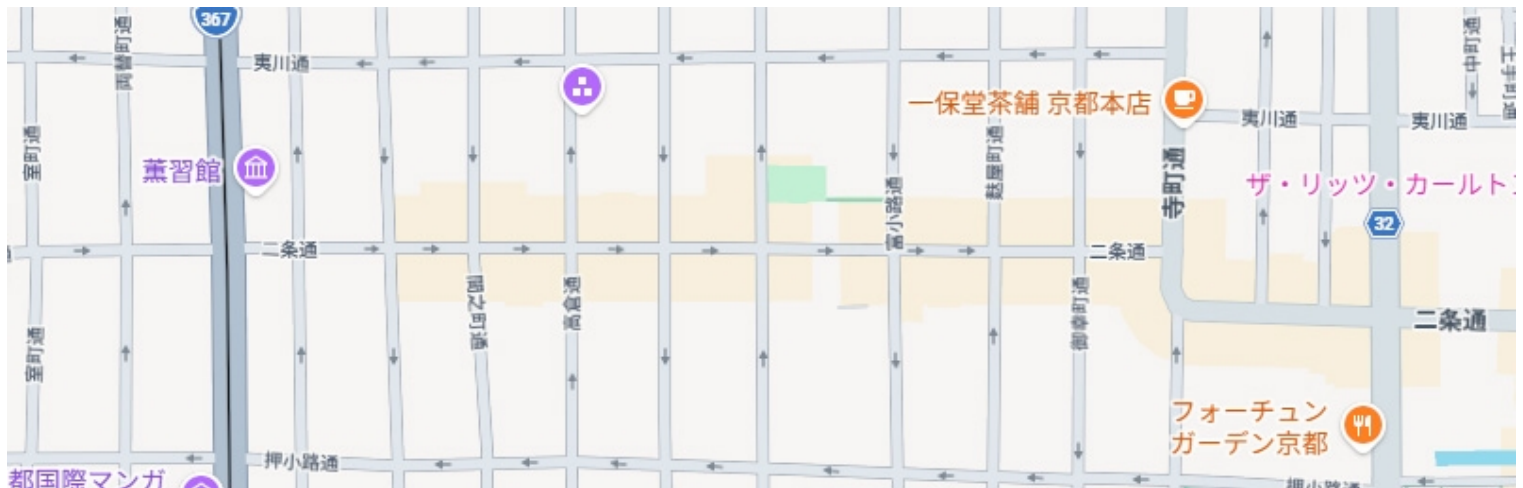 367
両替町通
夷川通
中町通
一保堂茶舗 京都本店
夷川通
夷川通
室町通
薫習館
麩屋町通
寺町通
ザ・リッツ・カールト
富小路通
32
二条通
二条通
堺町通
高倉通
御幸町通
二条通
室町通
フォーチュン
ガーデン京都
押小路通
都国際マンガ
押小路通